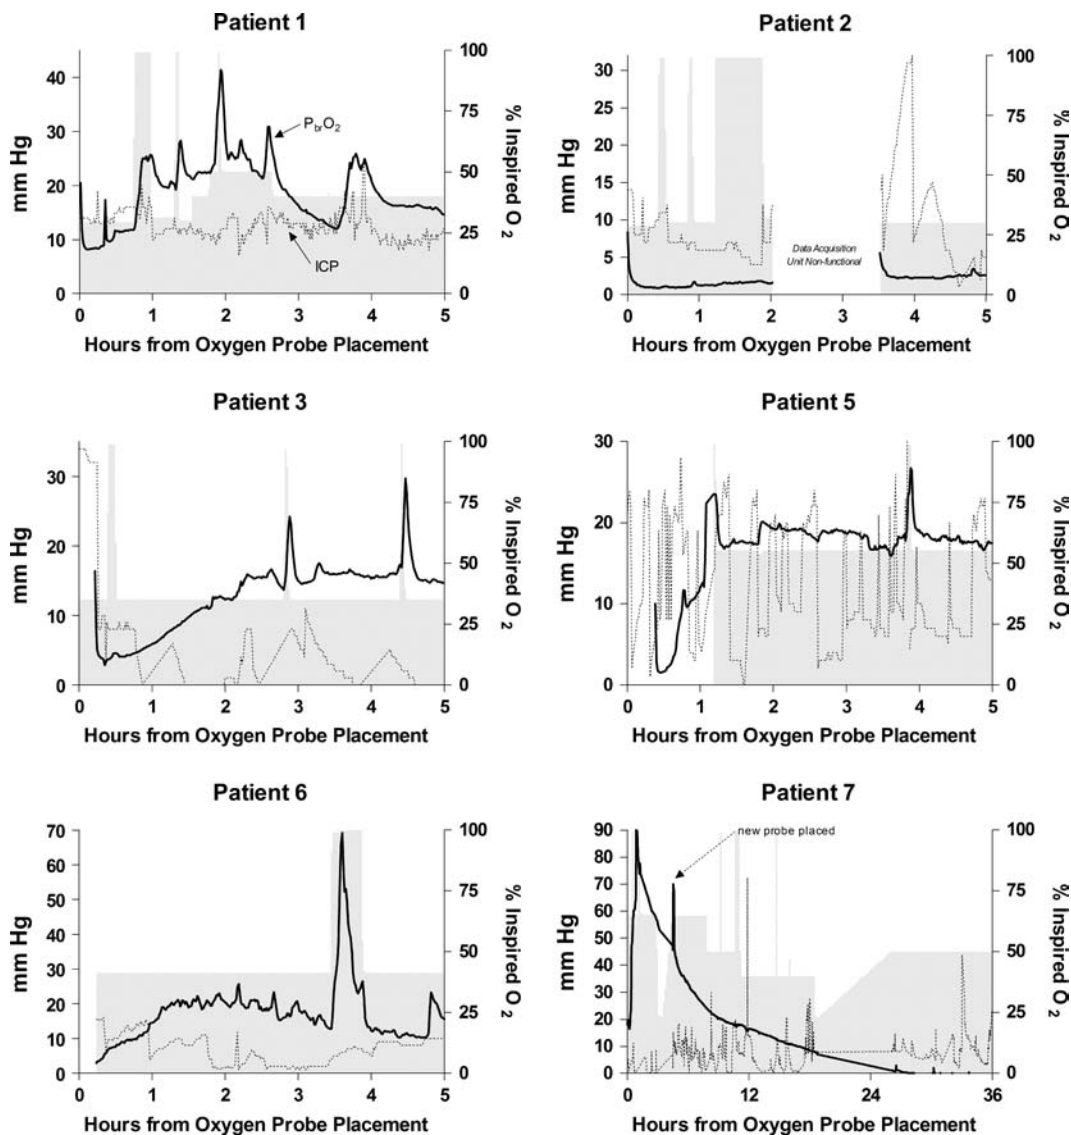 Patient 1
mm Hg
40
30
20
10
0
PbrO2
ICP
100
75
50
25
0
% Inspired O2
0 1 2 3 4 5
Hours from Oxygen Probe Placement
Patient 2
mm Hg
30
25
20
15
10
5
0
Data Acquisition
Unit Non-functional
100
75
50
25
0
% Inspired O2
0 1 2 3 4 5
Hours from Oxygen Probe Placement
Patient 3
mm Hg
30
20
10
0
100
75
50
25
0
% Inspired O2
0 1 2 3 4 5
Hours from Oxygen Probe Placement
Patient 5
mm Hg
30
20
10
0
100
75
50
25
0
% Inspired O2
0 1 2 3 4 5
Hours from Oxygen Probe Placement
Patient 6
mm Hg
70
60
50
40
30
20
10
0
100
75
50
25
0
% Inspired O2
0 1 2 3 4 5
Hours from Oxygen Probe Placement
Patient 7
mm Hg
90
80
70
60
50
40
30
20
10
0
new probe placed
100
75
50
25
0
% Inspired O2
0 12 24 36
Hours from Oxygen Probe Placement